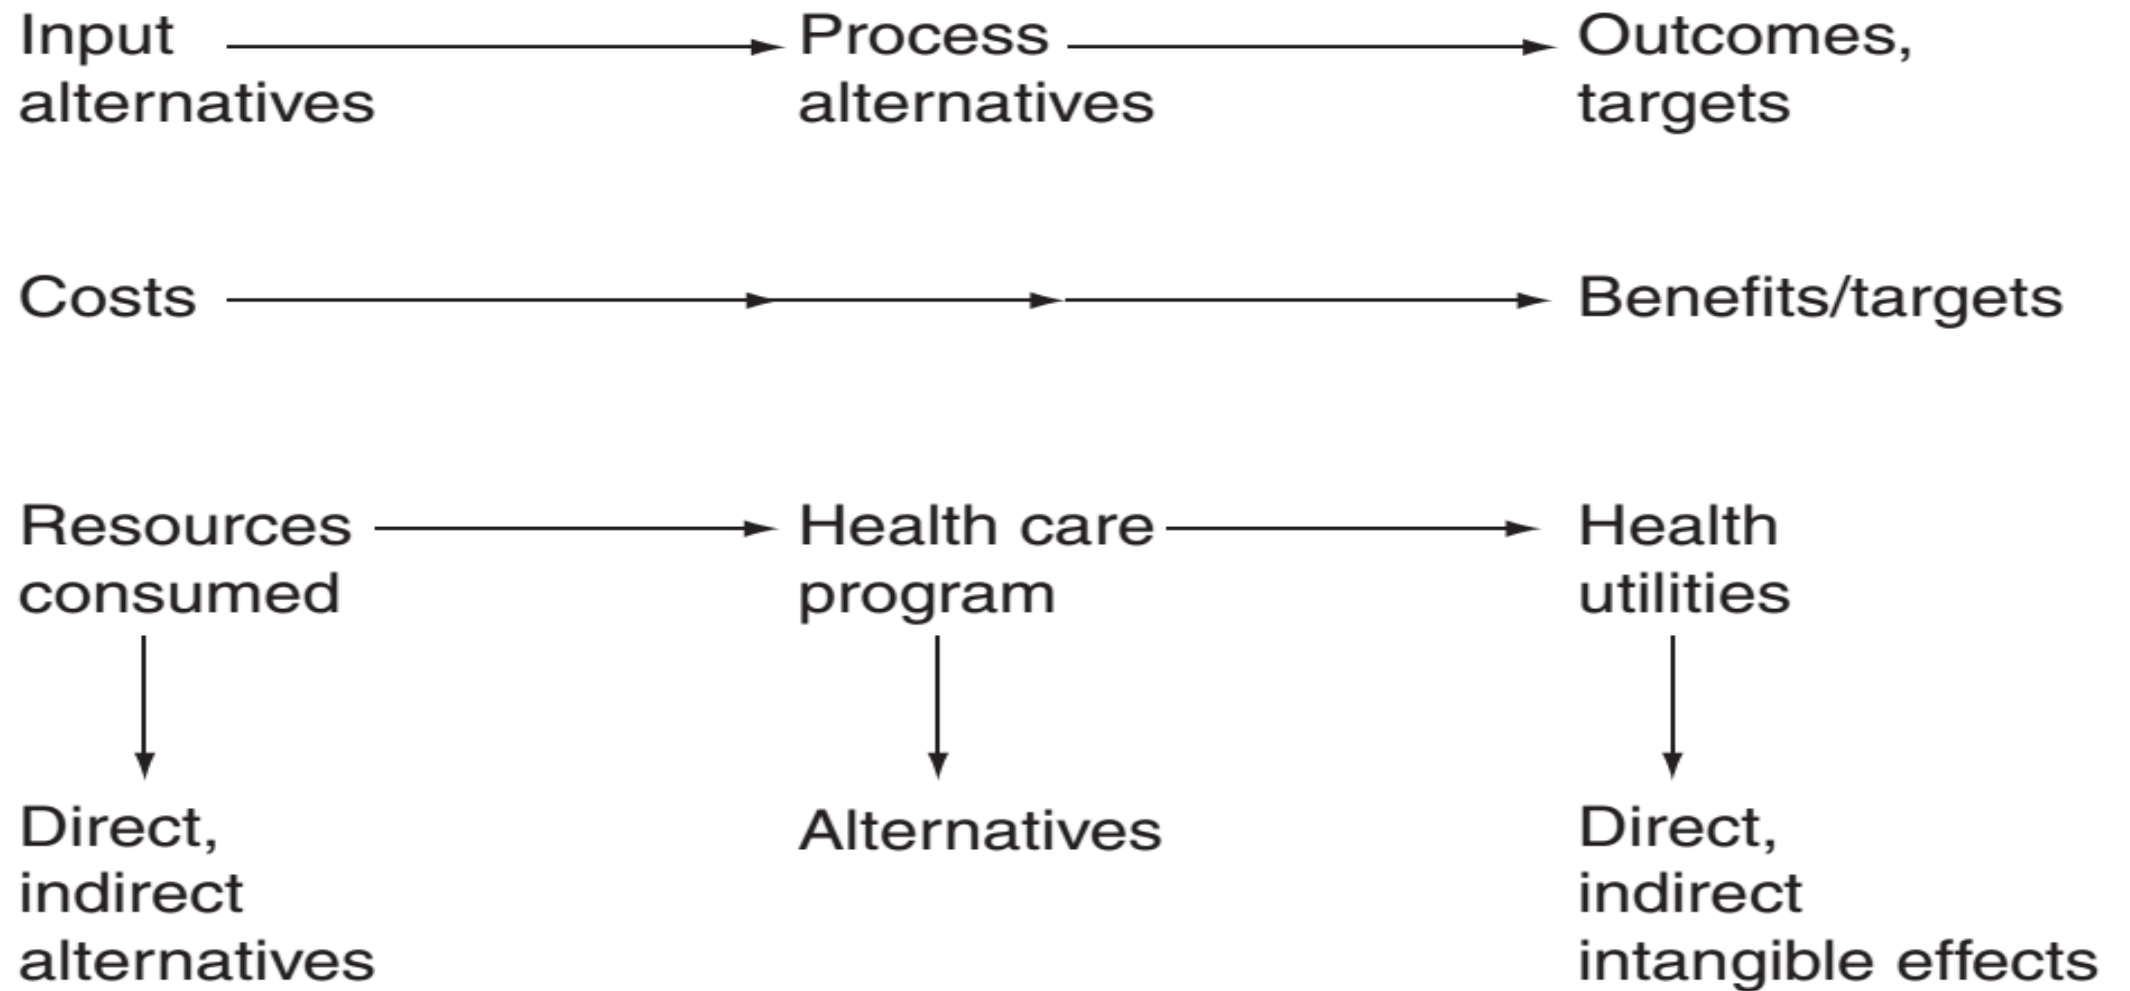 Input
alternatives
Process
alternatives
Outcomes,
targets
Costs
Benefits/targets
Resources
consumed
Health care
program
Health
utilities
Direct,
indirect
alternatives
Alternatives
Direct,
indirect
intangible effects